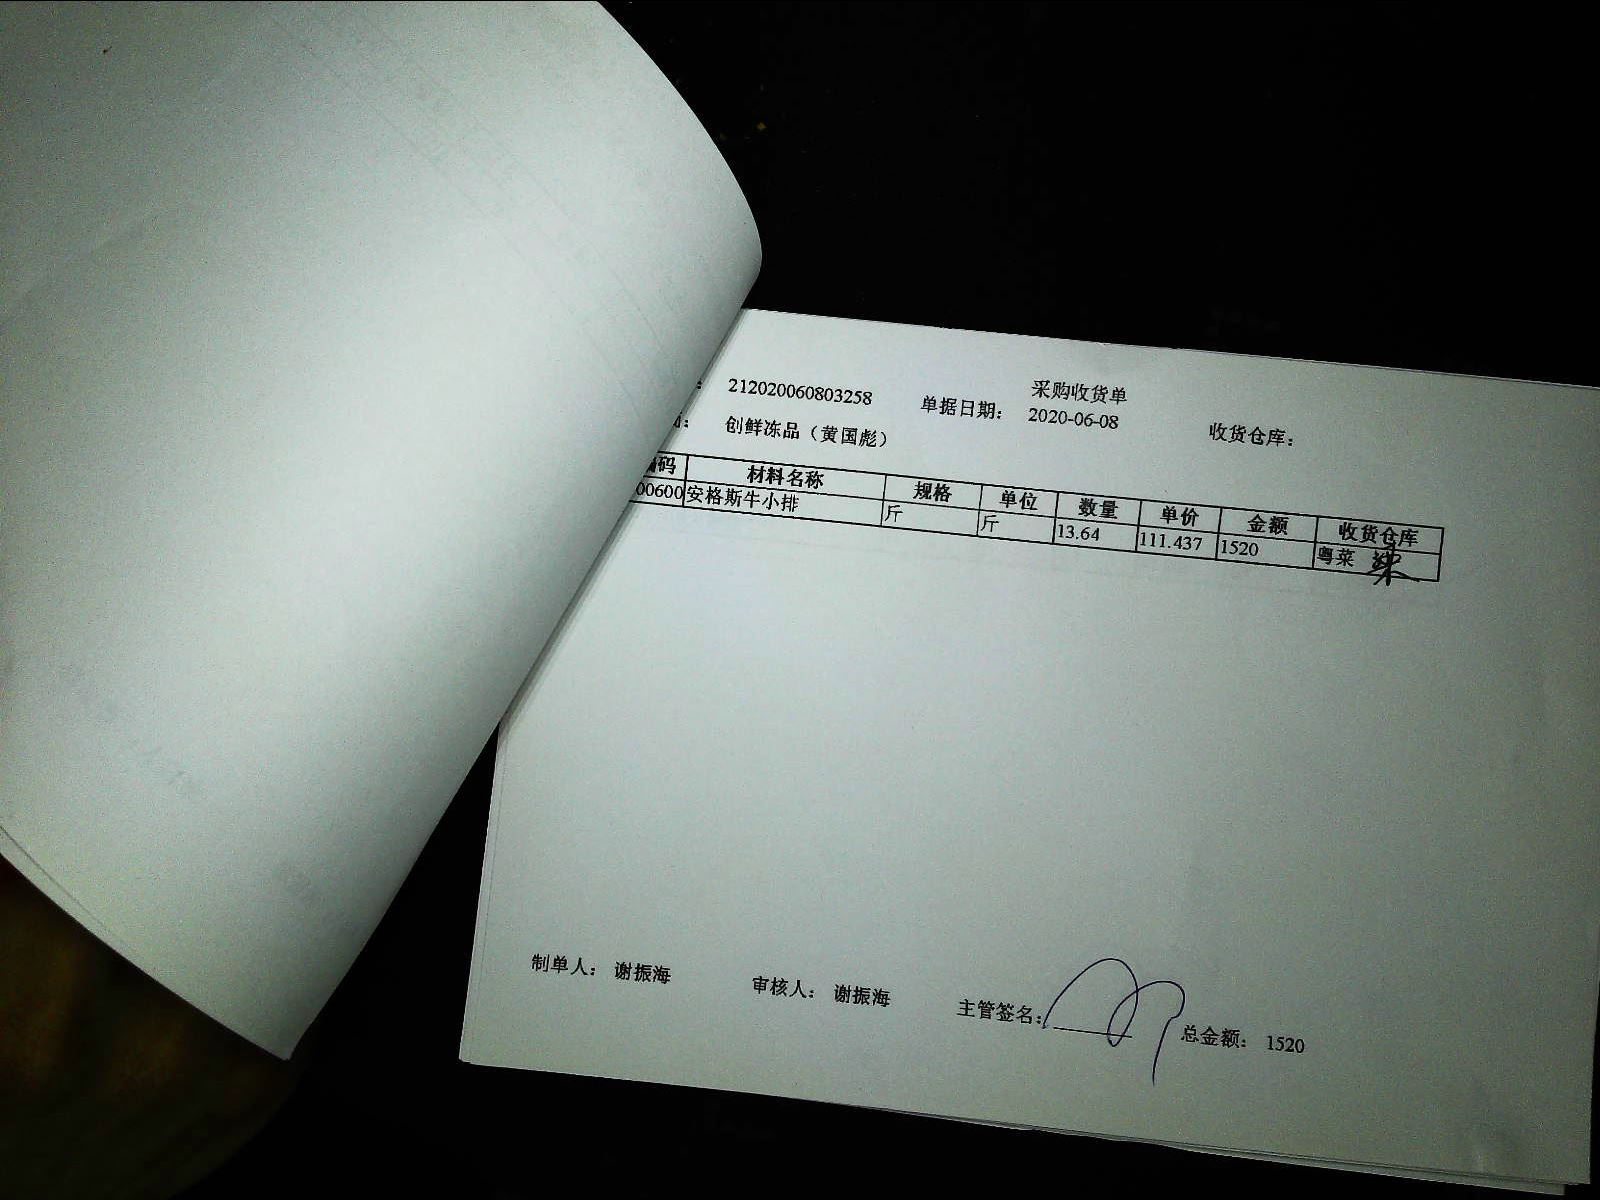 采购收货单
: 212020060803258 单据日期: 2020-06-08 收货仓库:
: 创鲜冻品（黄国彪）
码 材料名称 规格 单位 数量 单价 金额 收货仓库
00600 安格斯牛小排 斤 斤 13.64 111.437 1520 粤菜
制单人: 谢振海 审核人: 谢振海 主管签名: 总金额: 1520